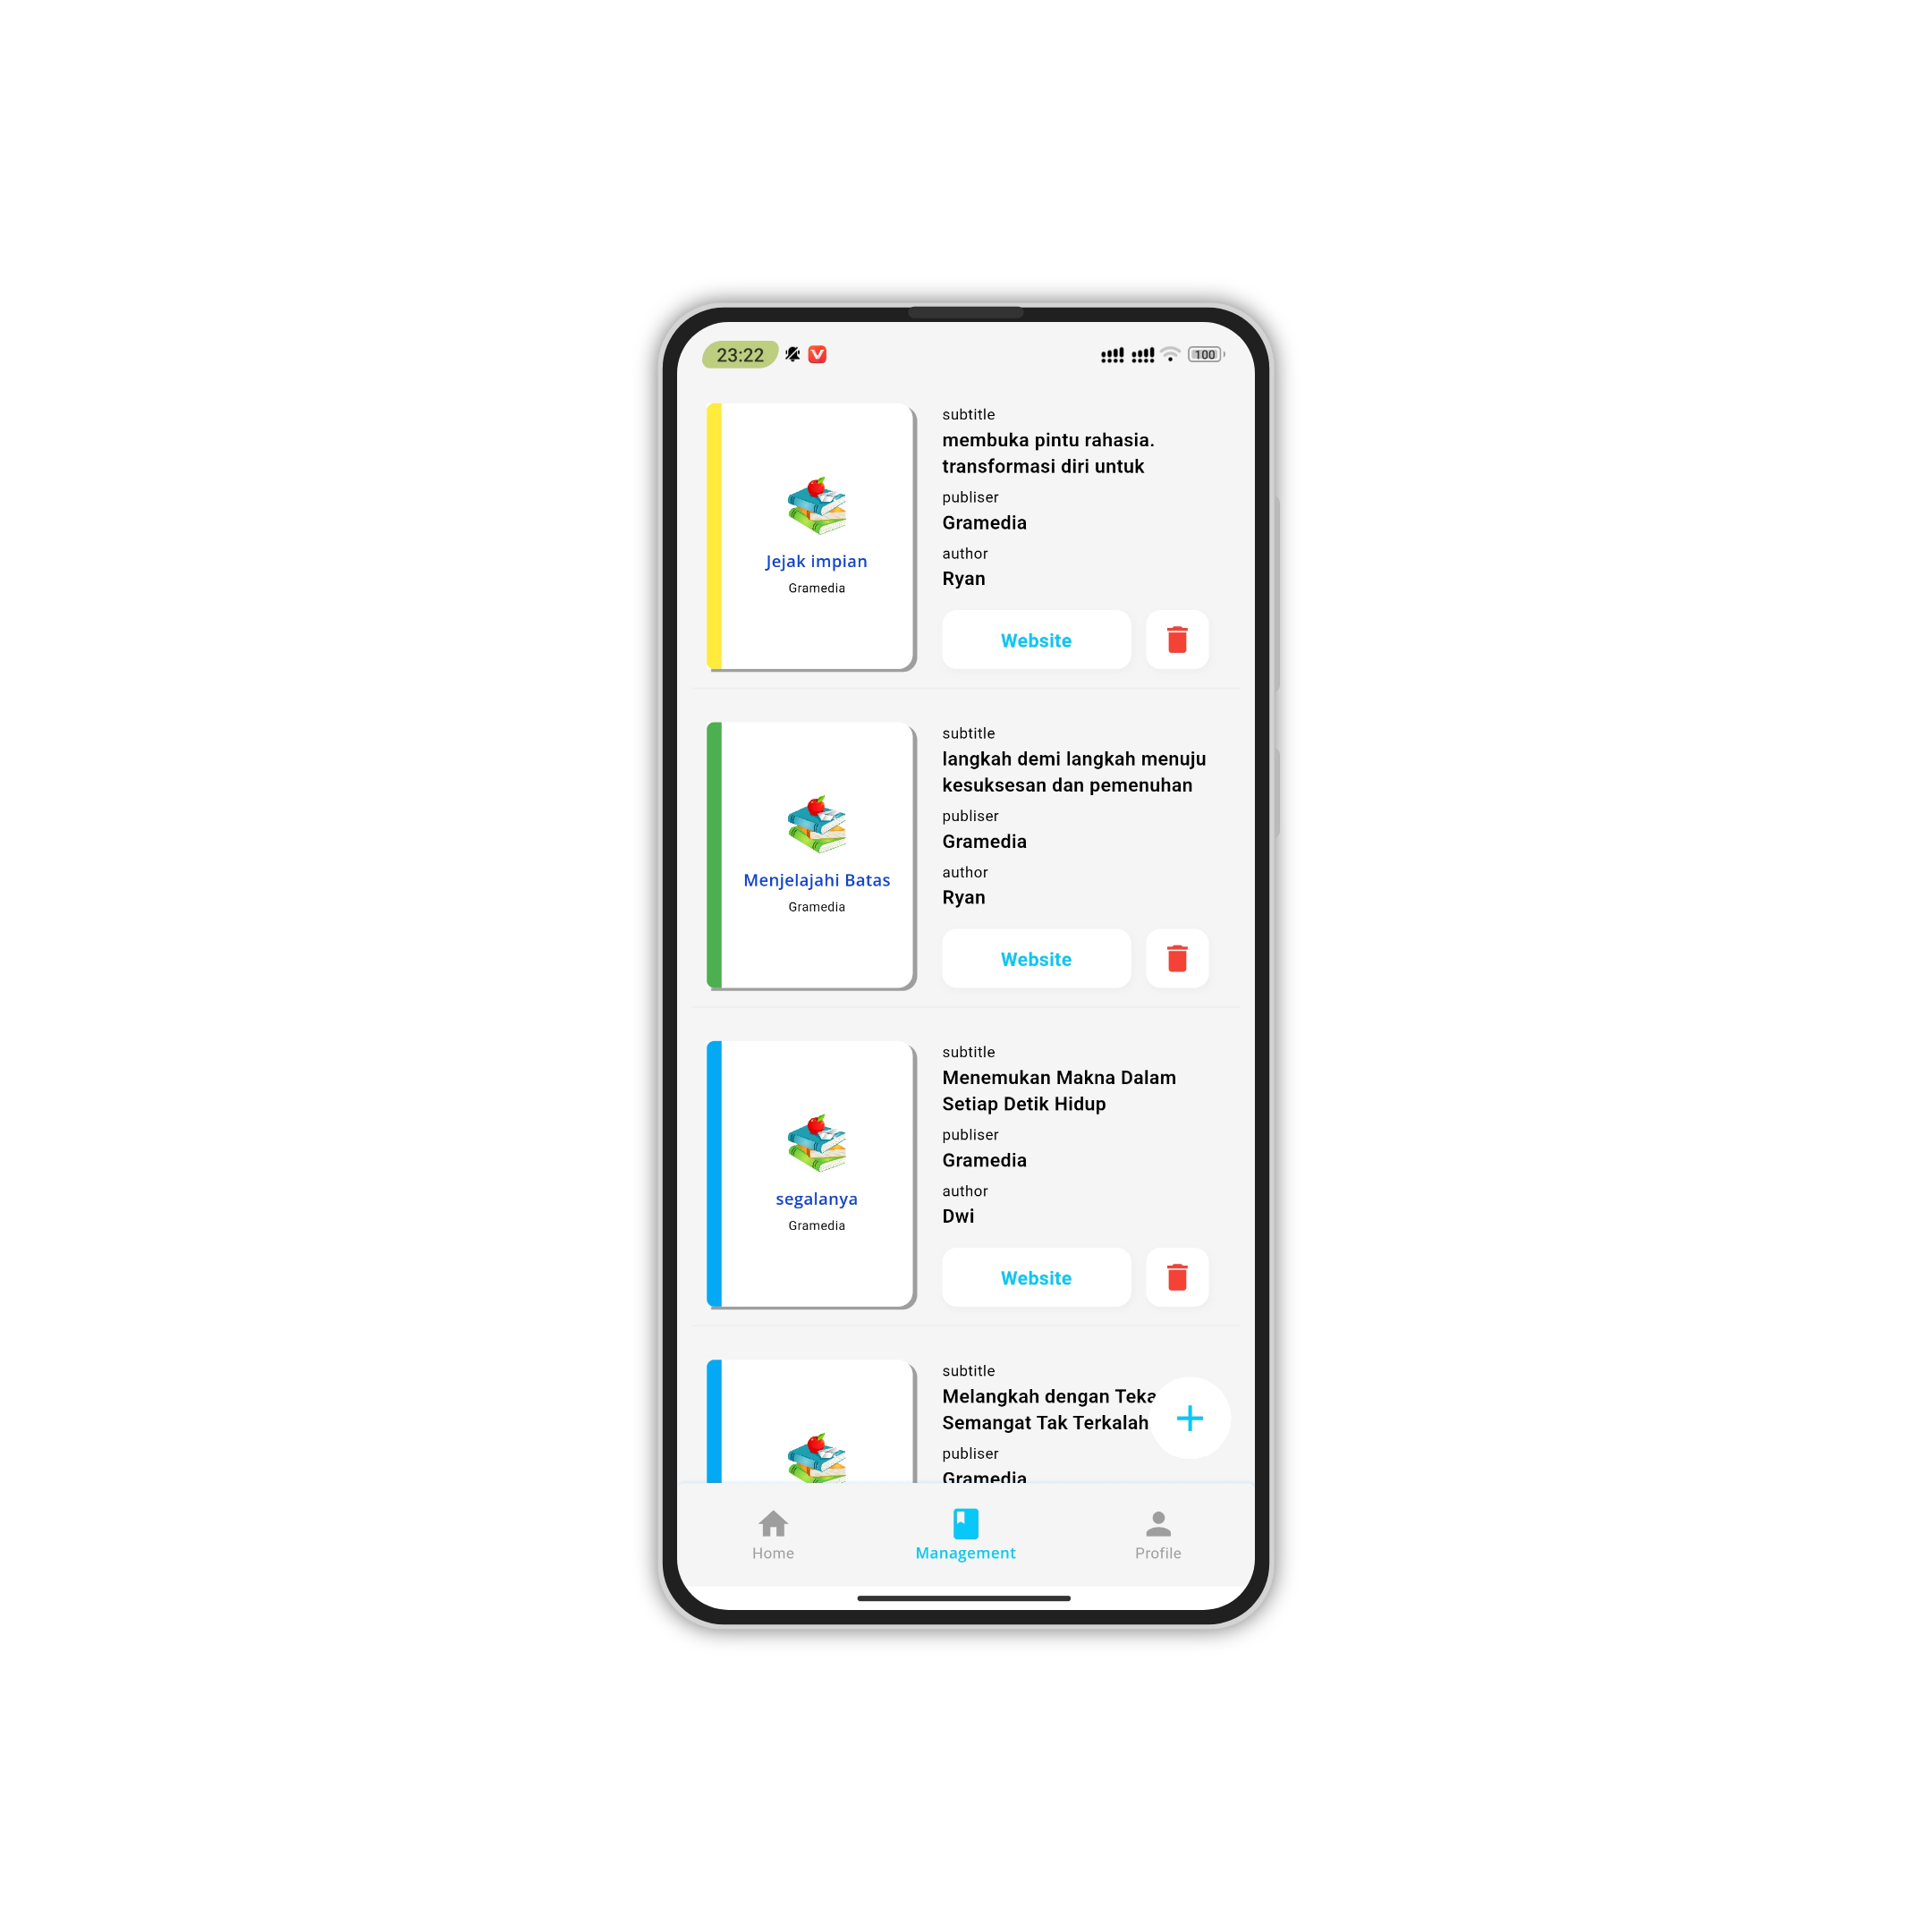 23:22
100
subtitle
membuka pintu rahasia.
transformasi diri untuk
publiser
Gramedia
author
Ryan
Jejak impian
Gramedia
Website
subtitle
langkah demi langkah menuju
kesuksesan dan pemenuhan
publiser
Gramedia
author
Ryan
Menjelajahi Batas
Gramedia
Website
subtitle
Menemukan Makna Dalam
Setiap Detik Hidup
publiser
Gramedia
author
Dwi
segalanya
Gramedia
Website
subtitle
Melangkah dengan Teka
Semangat Tak Terkalah
publiser
Gramedia
Home
Management
Profile